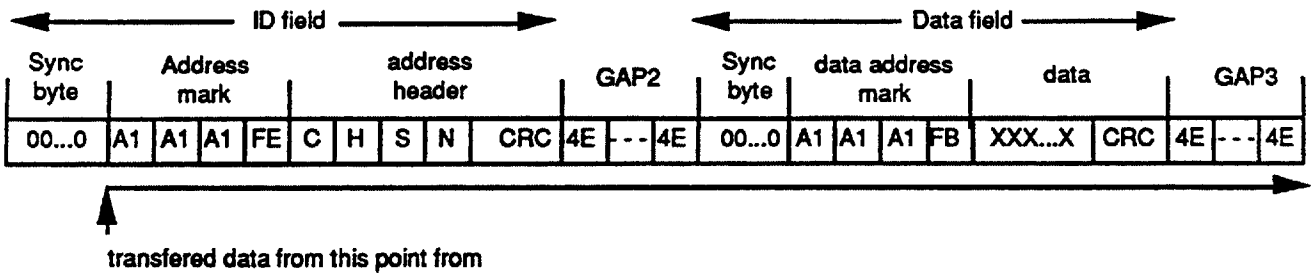 ID field Data field
Sync Address address GAP2 Sync data address data GAP3
byte mark header byte mark
00...0 A1 A1 A1 FE C H S N CRC 4E --- 4E 00...0 A1 A1 A1 FB XXX...X CRC 4E --- 4E
transfered data from this point from